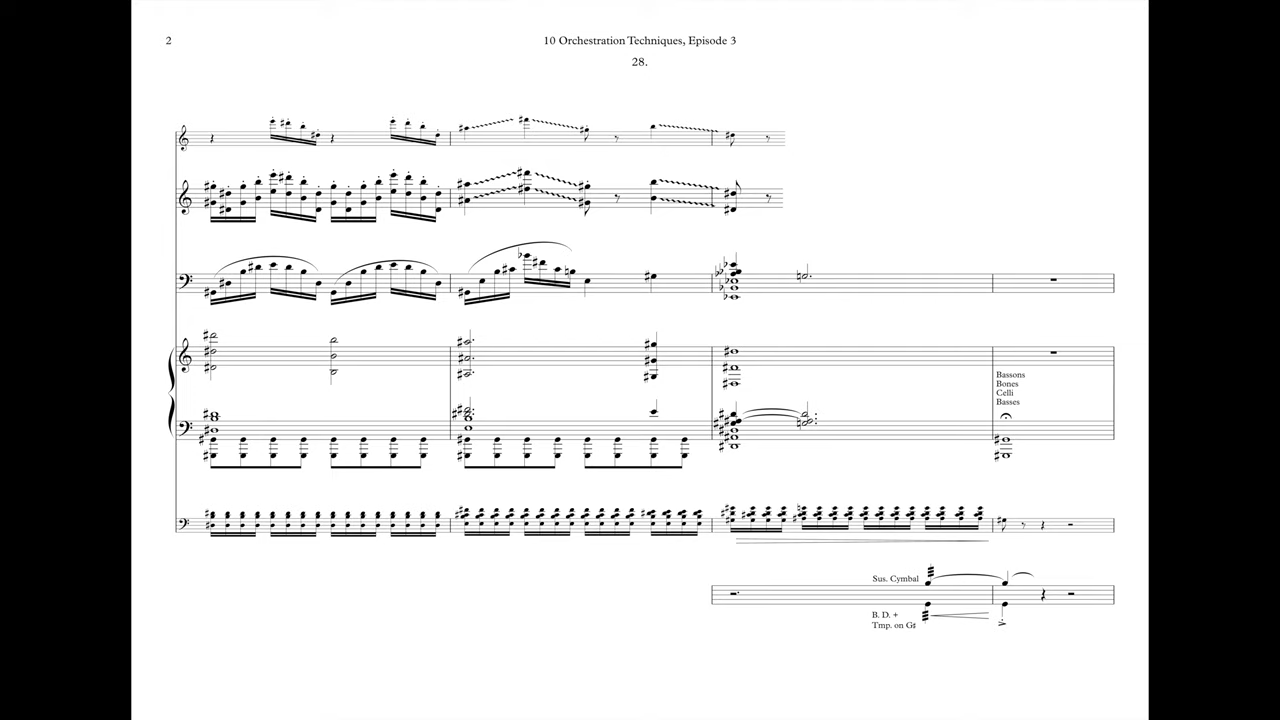 2
10 Orchestration Techniques, Episode 3
28.
Bassons
Bones
Celli
Basses
Sus. Cymbal
B. D. +
Tmp. on G♯